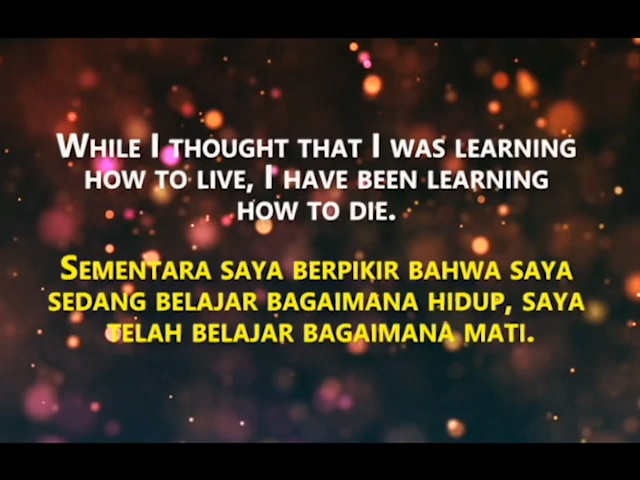 While I thought that I was learning
how to live, I have been learning
how to die.
Sementara saya berpikir bahwa saya
sedang belajar bagaimana hidup, saya
telah belajar bagaimana mati.